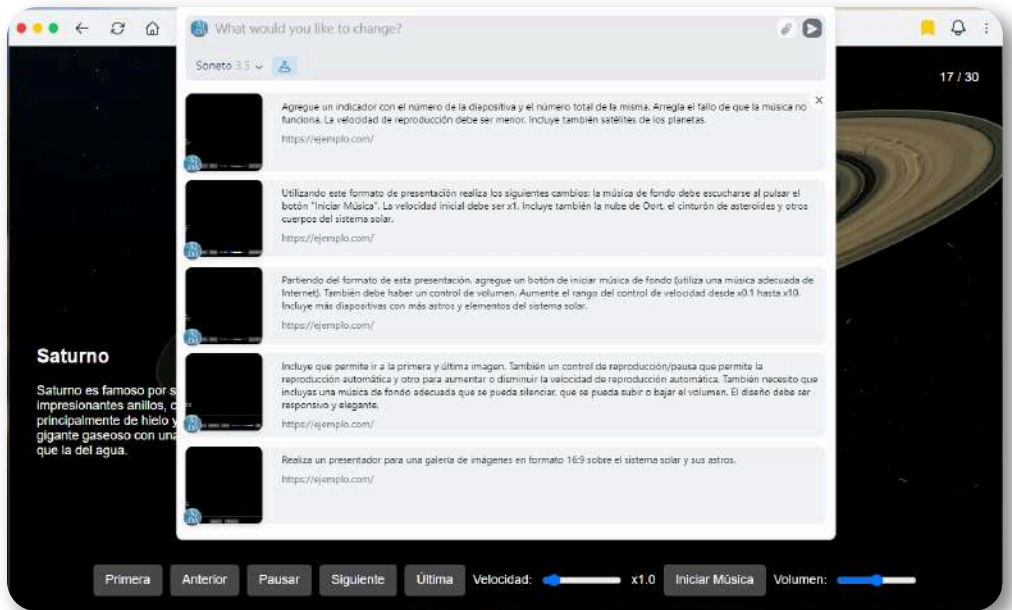 What would you like to change?
Soneto 3.5
17 / 30
Agregue un indicador con el número de la diapositiva y el número total de la misma. Arregla el fallo de que la música no
funciona. La velocidad de reproducción debe ser menor. Incluye también satélites de los planetas.
https://ejemplo.com/
Utilizando este formato de presentación realiza los siguientes cambios: la música de fondo debe escucharse al pulsar el
botón "Iniciar Música". La velocidad inicial debe ser x1. Incluye también la nube de Oort, el cinturón de asteroides y otros
cuerpos del sistema solar.
https://ejemplo.com/
Partiendo del formato de esta presentación, agregue un botón de iniciar música de fondo (utiliza una música adecuada de
Internet). También debe haber un control de volumen. Aumente el rango del control de velocidad desde x0.1 hasta x10.
Incluye más dispositivas con más astros y elementos del sistema solar.
https://ejemplo.com/
Incluye que permite ir a la primera y última imagen. También un control de reproducción/pausa que permita la
reproducción automática y otro para aumentar o disminuir la velocidad de reproducción automática. También necesito que
incluyas una música de fondo adecuada que se pueda silenciar, que se pueda subir o bajar el volumen. El diseño debe ser
responsivo y elegante.
https://ejemplo.com/
Realiza un presentador para una galería de imágenes en formato 16:9 sobre el sistema solar y sus astros.
https://ejemplo.com/
Saturno
Saturno es famoso por s
impresionantes anillos, c
principalmente de hielo y
gigante gaseoso con una
que la del agua.
Primera Anterior Pausar Siguiente Última Velocidad: x1.0 Iniciar Música Volumen: